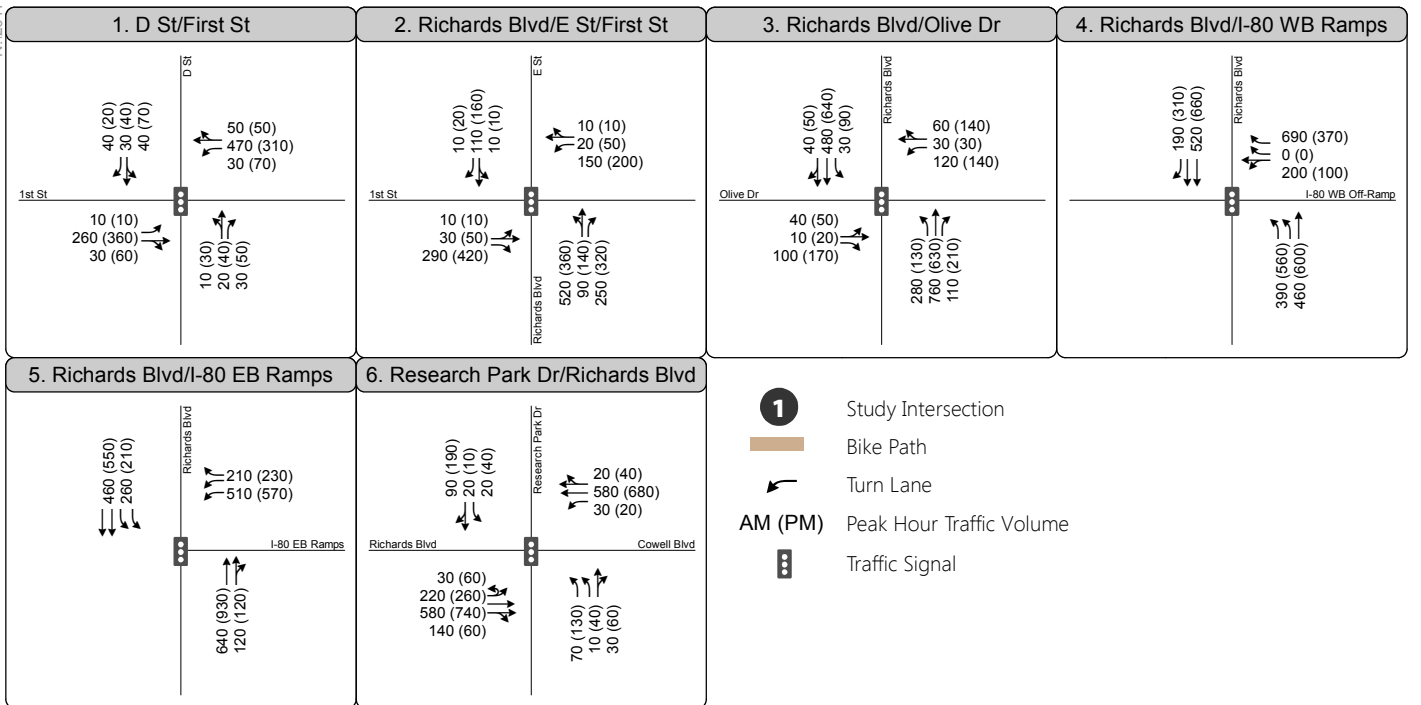 1. D St/First St
D St
40 (20)
30 (40)
40 (70)
50 (50)
470 (310)
30 (70)
1st St
10 (10)
260 (360)
30 (60)
10 (30)
20 (40)
30 (50)
2. Richards Blvd/E St/First St
E St
10 (20)
110 (160)
10 (10)
10 (10)
20 (50)
150 (200)
1st St
10 (10)
30 (50)
290 (420)
520 (360)
90 (140)
250 (320)
Richards Blvd
3. Richards Blvd/Olive Dr
Richards Blvd
40 (50)
480 (640)
30 (90)
60 (140)
30 (30)
120 (140)
Olive Dr
40 (50)
10 (20)
100 (170)
280 (130)
760 (630)
110 (210)
4. Richards Blvd/I-80 WB Ramps
Richards Blvd
190 (310)
520 (660)
690 (370)
0 (0)
200 (100)
I-80 WB Off-Ramp
390 (560)
460 (600)
5. Richards Blvd/I-80 EB Ramps
Richards Blvd
460 (550)
260 (210)
210 (230)
510 (570)
I-80 EB Ramps
640 (930)
120 (120)
6. Research Park Dr/Richards Blvd
Research Park Dr
90 (190)
20 (10)
20 (40)
20 (40)
580 (680)
30 (20)
Richards Blvd
Cowell Blvd
30 (60)
220 (260)
580 (740)
140 (60)
70 (130)
10 (40)
30 (60)
1 Study Intersection
Bike Path
Turn Lane
AM (PM) Peak Hour Traffic Volume
Traffic Signal